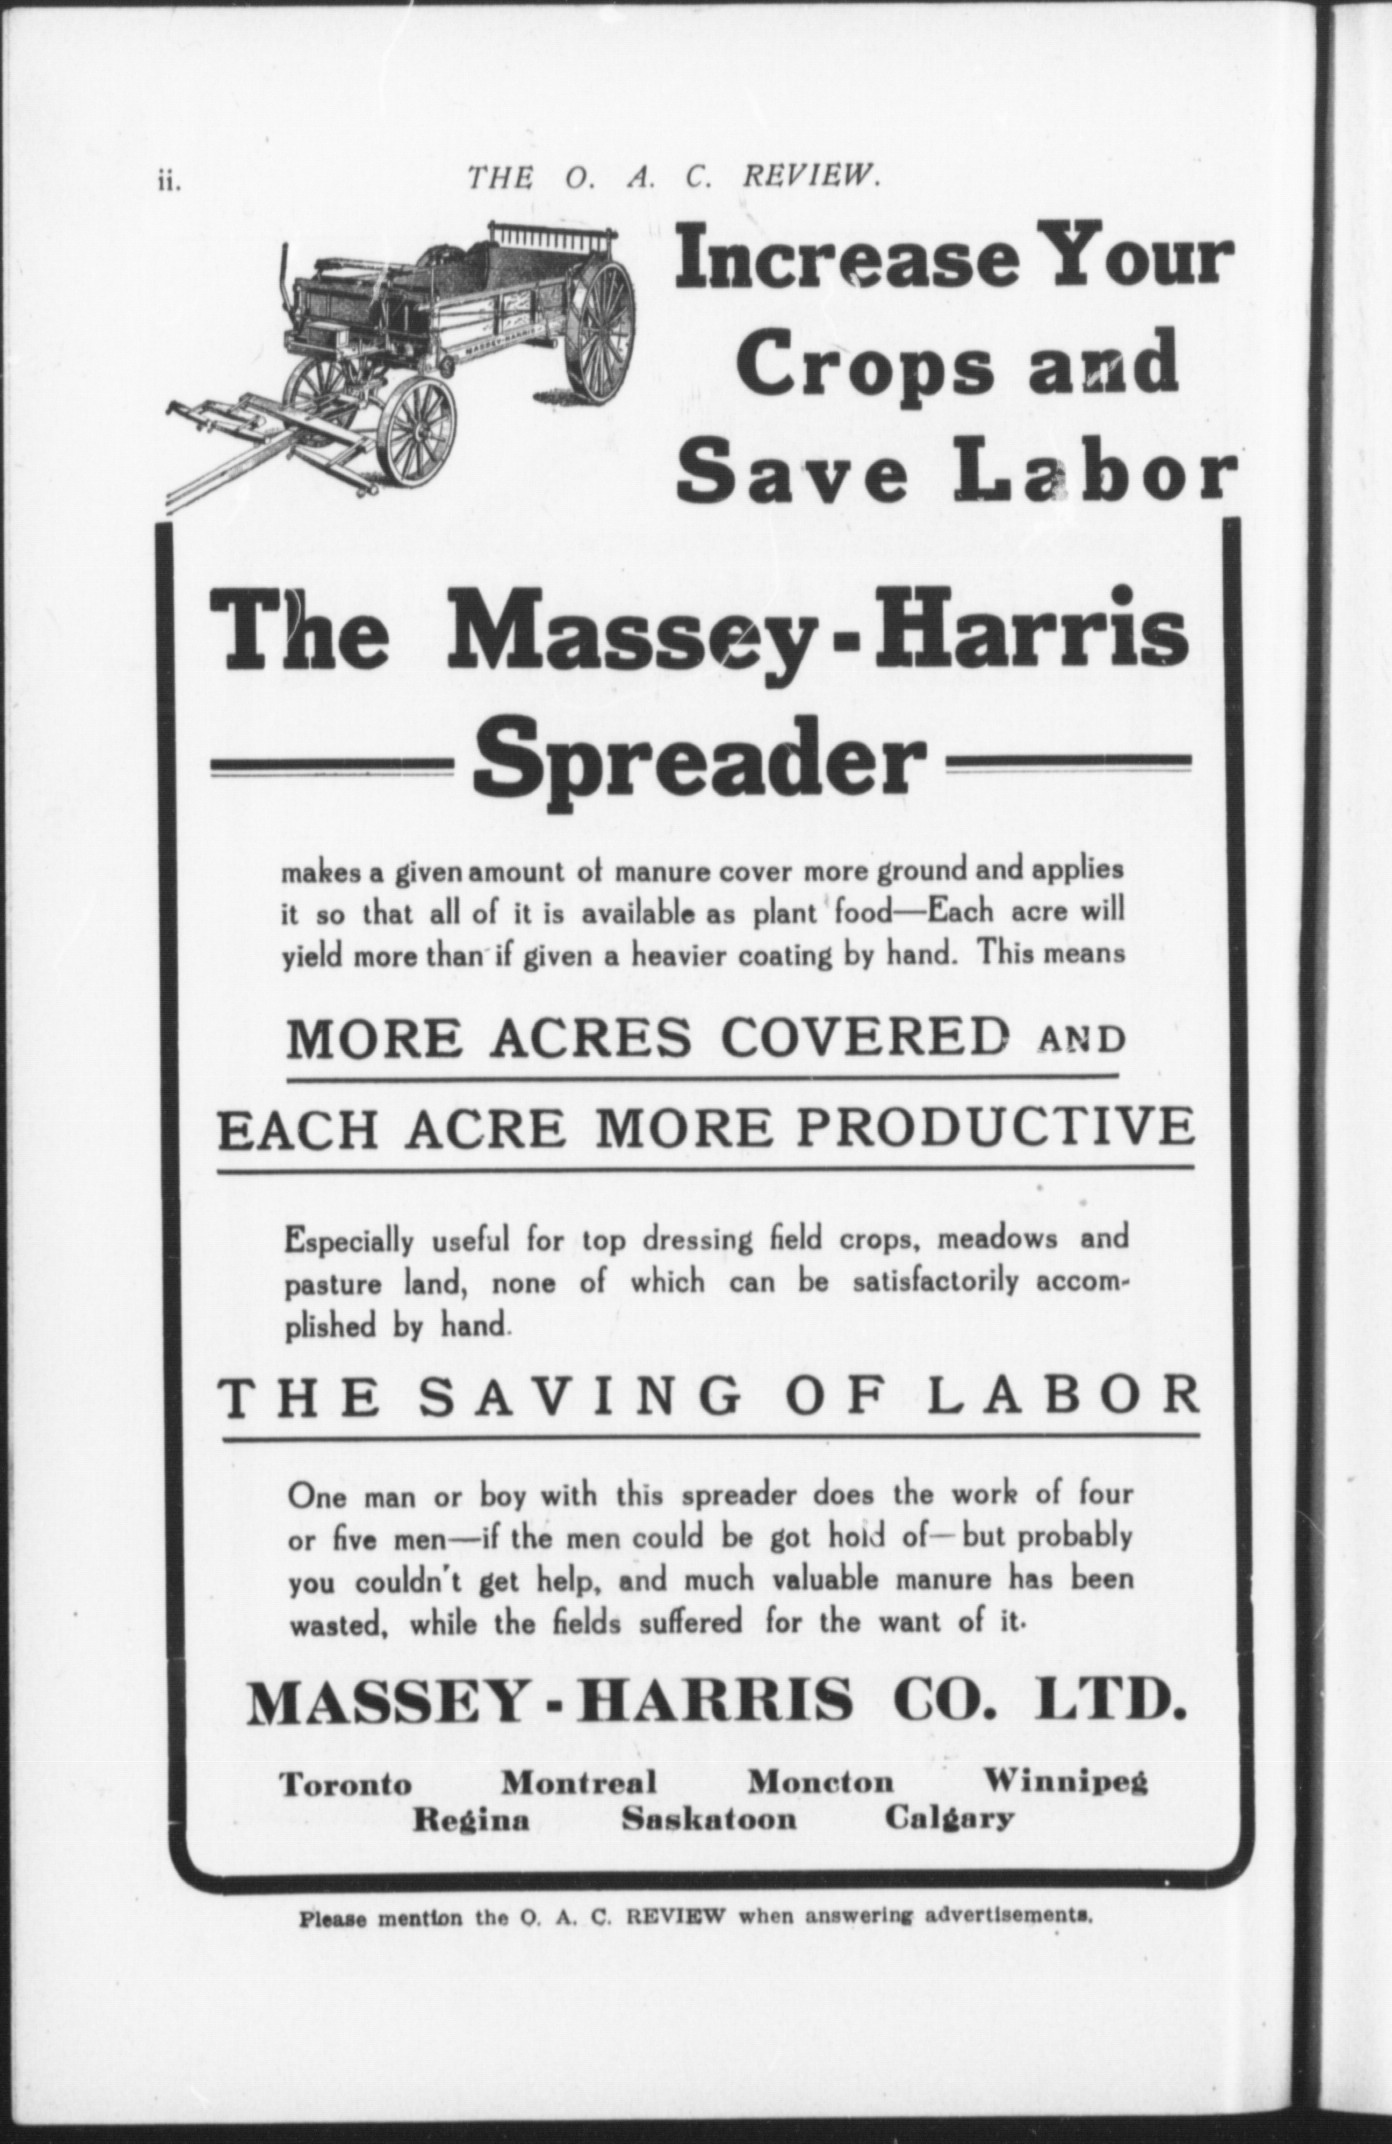 ii.
THE O. A. C. REVIEW.
MASSEY-HARRIS
Increase Your
Crops and
Save Labor
The Massey-Harris
Spreader
makes a given amount of manure cover more ground and applies
it so that all of it is available as plant food—Each acre will
yield more than if given a heavier coating by hand. This means
MORE ACRES COVERED AND
EACH ACRE MORE PRODUCTIVE
Especially useful for top dressing field crops, meadows and
pasture land, none of which can be satisfactorily accom-
plished by hand.
THE SAVING OF LABOR
One man or boy with this spreader does the work of four
or five men—if the men could be got hold of—but probably
you couldn't get help, and much valuable manure has been
wasted, while the fields suffered for the want of it.
MASSEY-HARRIS CO. LTD.
Toronto Montreal Moncton Winnipeg
Regina Saskatoon Calgary
Please mention the O. A. C. REVIEW when answering advertisements.